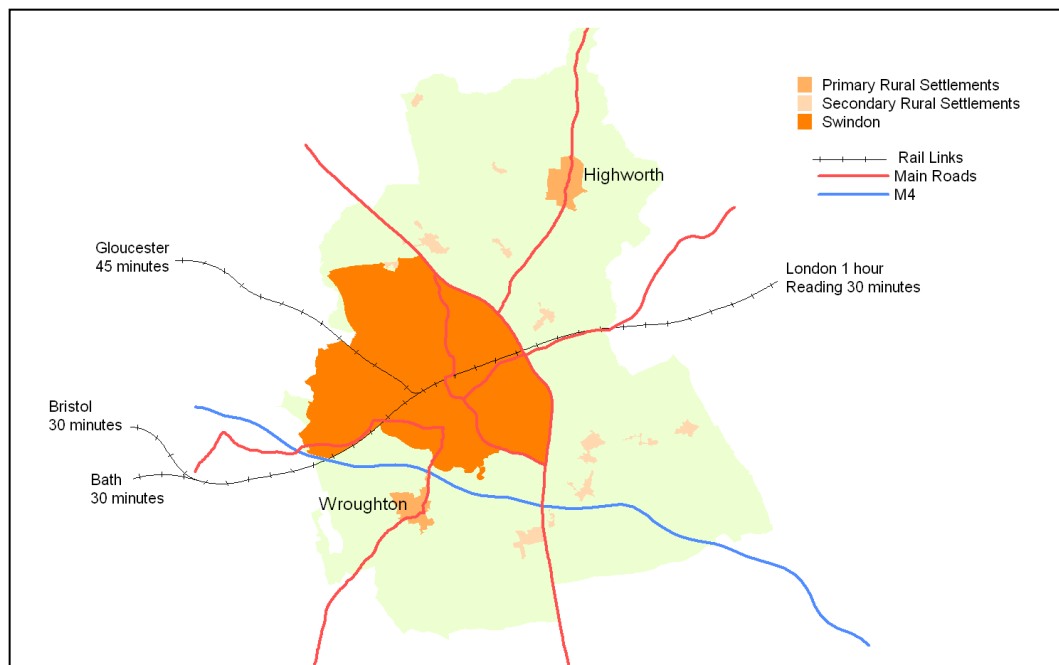 Primary Rural Settlements
Secondary Rural Settlements
Swindon
Rail Links
Main Roads
M4
Highworth
Gloucester
45 minutes
London 1 hour
Reading 30 minutes
Bristol
30 minutes
Bath
30 minutes
Wroughton